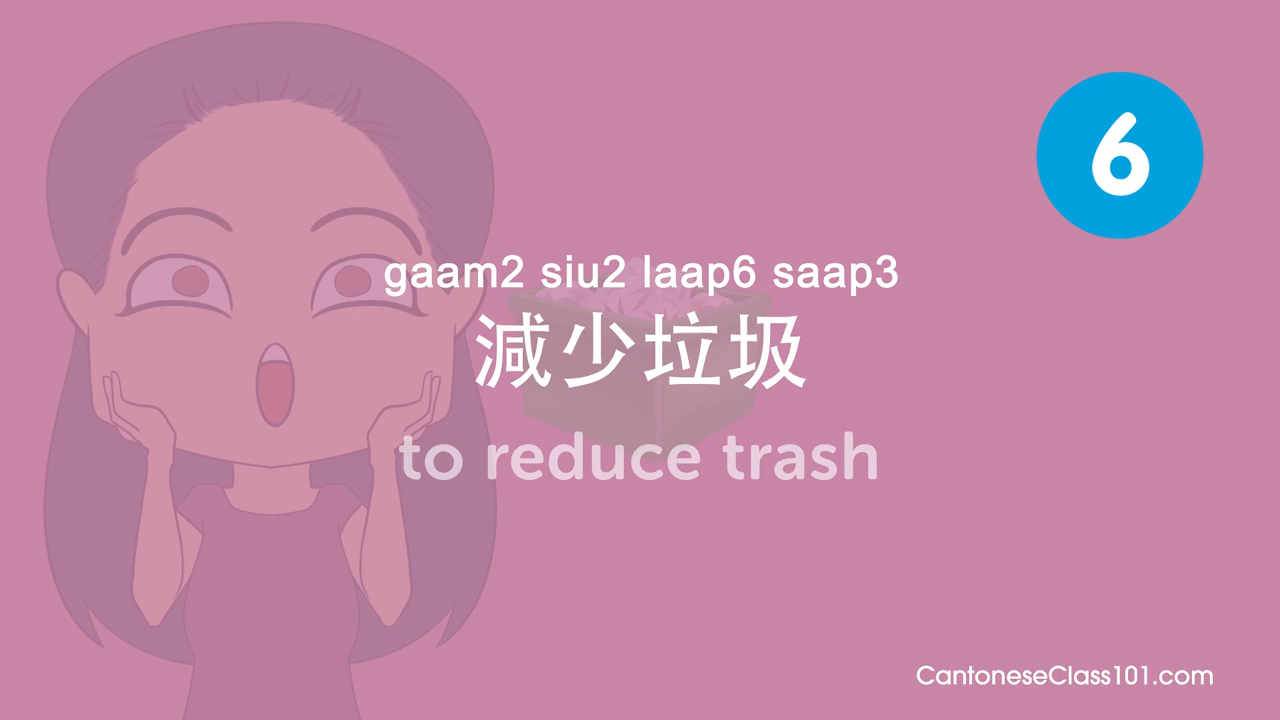 6
gaam2 siu2 laap6 saap3
減少垃圾
to reduce trash
CantoneseClass101.com